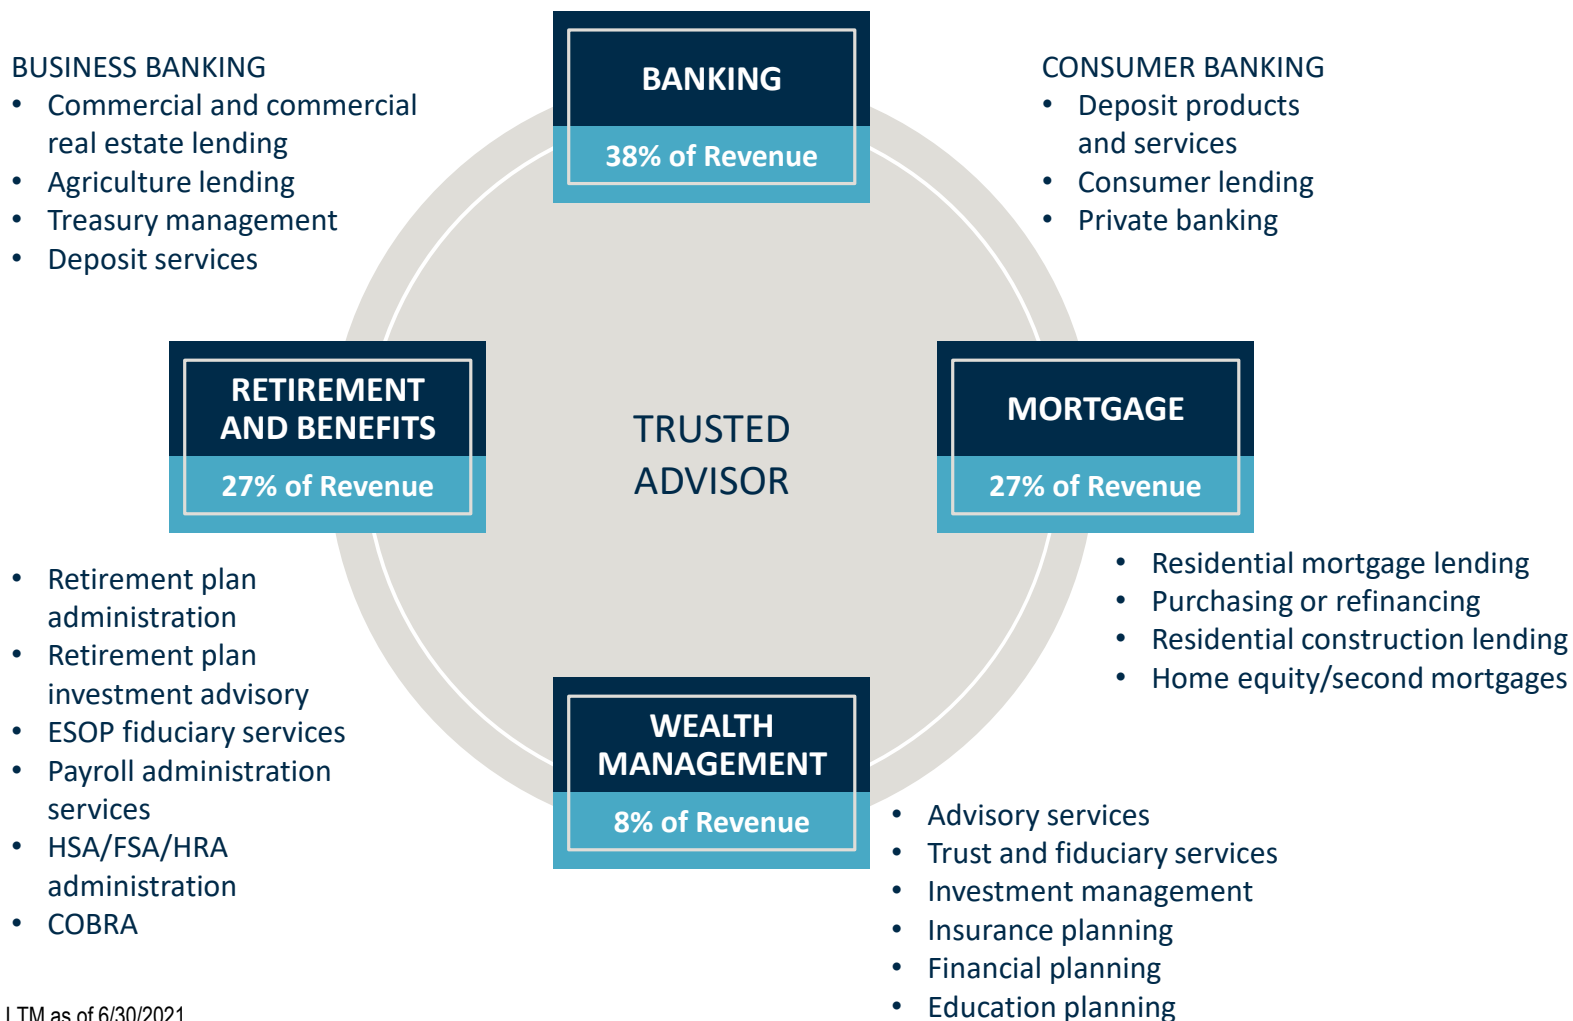 BUSINESS BANKING
• Commercial and commercial
real estate lending
• Agriculture lending
• Treasury management
• Deposit services
BANKING
38% of Revenue
CONSUMER BANKING
• Deposit products
and services
• Consumer lending
• Private banking
RETIREMENT
AND BENEFITS
27% of Revenue
TRUSTED
ADVISOR
MORTGAGE
27% of Revenue
• Retirement plan
administration
• Retirement plan
investment advisory
• ESOP fiduciary services
• Payroll administration
services
• HSA/FSA/HRA
administration
• COBRA
• Residential mortgage lending
• Purchasing or refinancing
• Residential construction lending
• Home equity/second mortgages
WEALTH
MANAGEMENT
8% of Revenue
• Advisory services
• Trust and fiduciary services
• Investment management
• Insurance planning
• Financial planning
• Education planning
LTM as of 6/30/2021